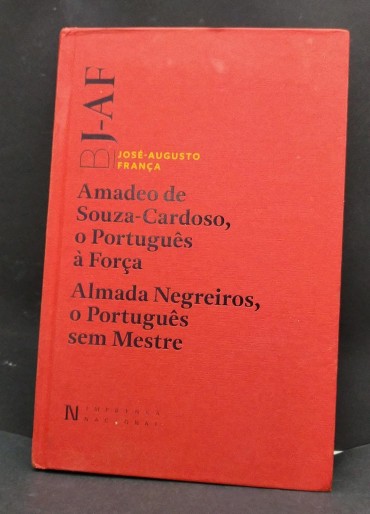 BJ-AF
JOSÉ-AUGUSTO
FRANÇA
Amadeo de
Souza-Cardoso,
o Português
à Força
Almada Negreiros,
o Português
sem Mestre
N IMPRENSA
NACIONAL